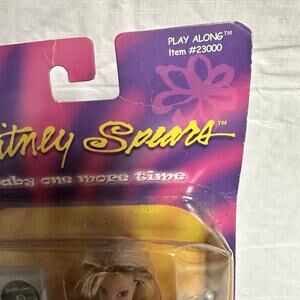 PLAY ALONG™
Item #23000
itney Spears™
baby one more time